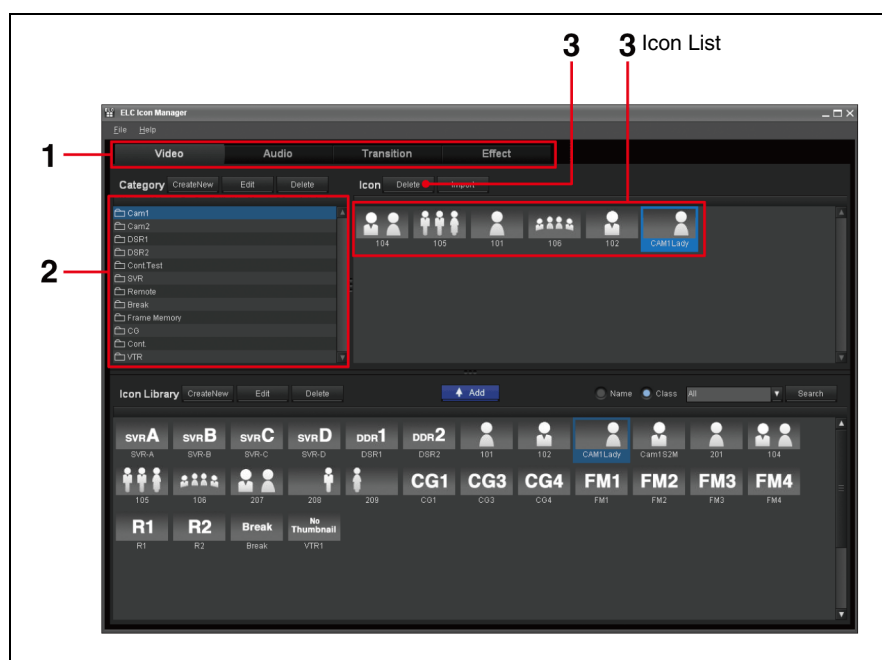 3 3 Icon List
ELC Icon Manager
File Help
1 Video Audio Transition Effect
Category CreateNew Edit Delete Icon Delete Import
Cam1
Cam2
DSR1
DSR2
Cont.Test
2 SVR
Remote
Break
Frame Memory
CG
Cont.
VTR
104 105 101 106 102 CAM1Lady
Icon Library CreateNew Edit Delete Add Name Class All Search
SVRA SVRB SVRC SVRD DDR1 DDR2
SVR-A SVR-B SVR-C SVR-D DSR1 DSR2 101 102 CAM1Lady Cam1S2M 201 104
CG1 CG3 CG4 FM1 FM2 FM3 FM4
105 106 207 208 209 CG1 CG3 CG4 FM1 FM2 FM3 FM4
R1 R2 Break No Thumbnail
R1 R2 Break VTR1